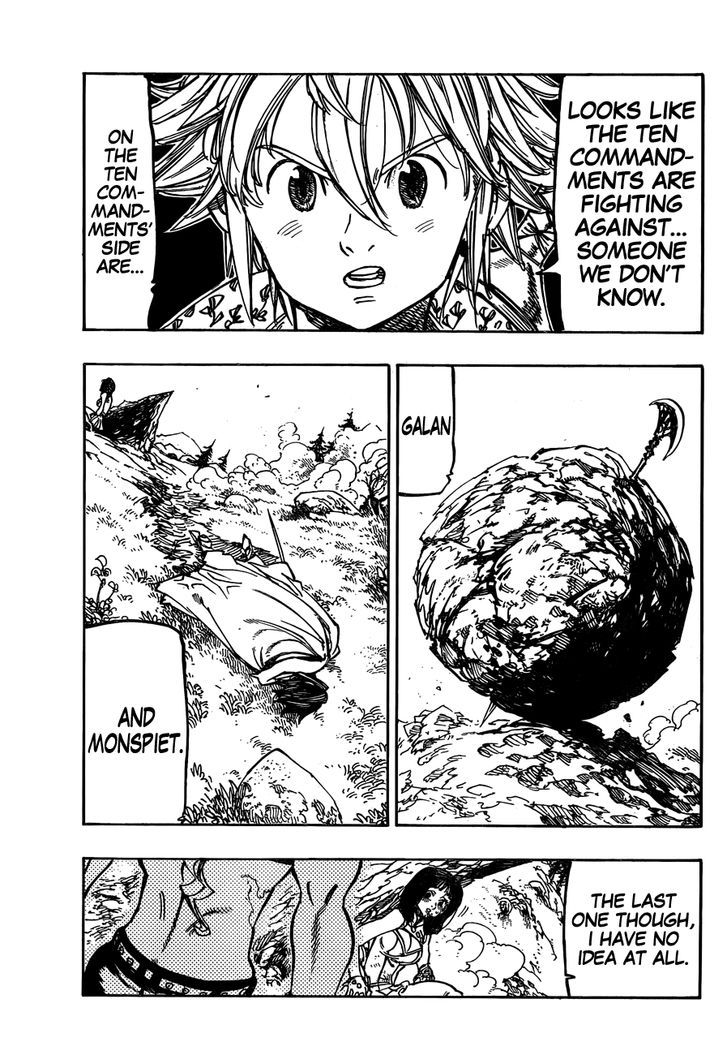 LOOKS LIKE
THE TEN
COMMAND-
MENTS ARE
FIGHTING
AGAINST...
SOMEONE
WE DON'T
KNOW.
ON
THE
TEN
COM-
MAND-
MENTS'
SIDE
ARE...
GALAN
AND
MONSPIET.
THE LAST
ONE THOUGH,
I HAVE NO
IDEA AT ALL.